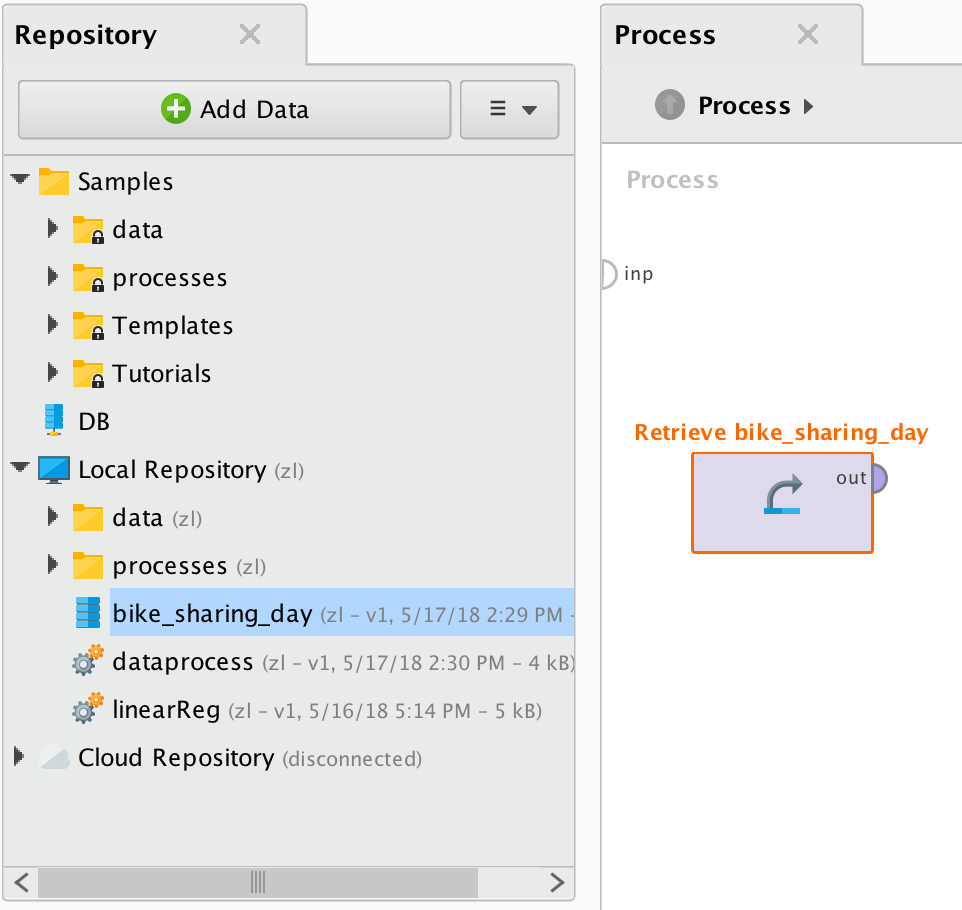 Repository
Add Data
Samples
data
processes
Templates
Tutorials
DB
Local Repository (zl)
data (zl)
processes (zl)
bike_sharing_day (zl – v1, 5/17/18 2:29 PM –
dataprocess (zl – v1, 5/17/18 2:30 PM – 4 kB)
linearReg (zl – v1, 5/16/18 5:14 PM – 5 kB)
Cloud Repository (disconnected)
Process
Process
Process
inp
Retrieve bike_sharing_day
out